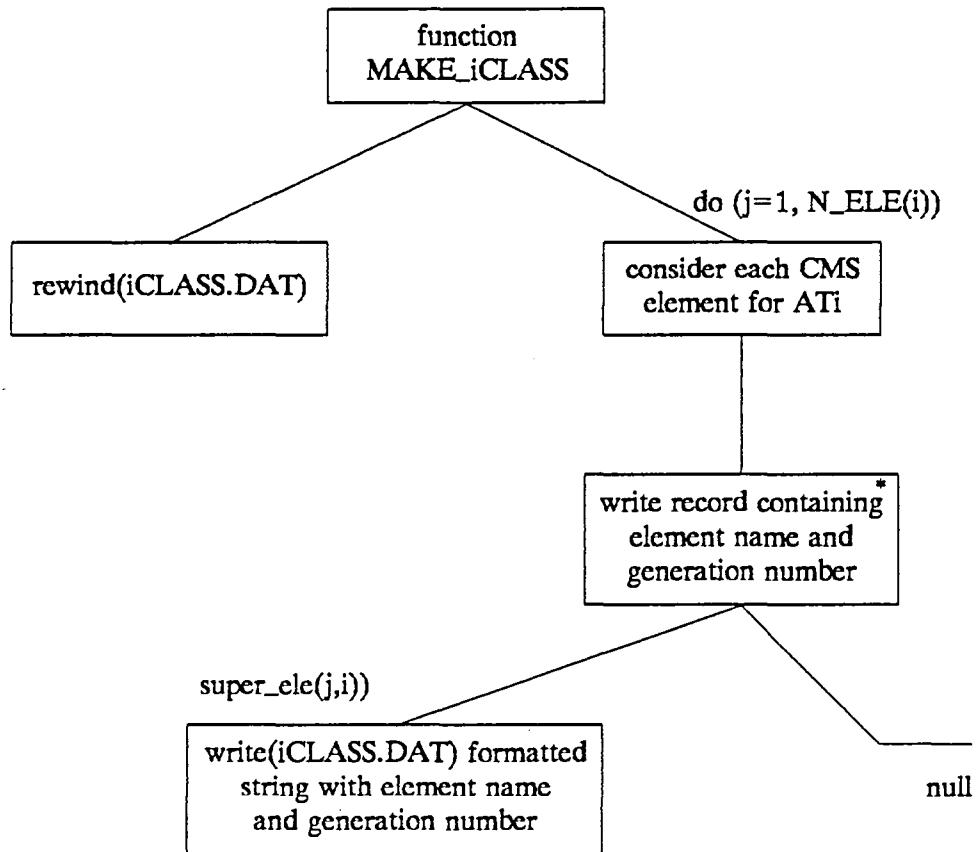 function
MAKE_iCLASS
do (j=1, N_ELE(i))
rewind(iCLASS.DAT)
consider each CMS
element for ATi
write record containing*
element name and
generation number
super_ele(j,i))
write(iCLASS.DAT) formatted
string with element name
and generation number
null